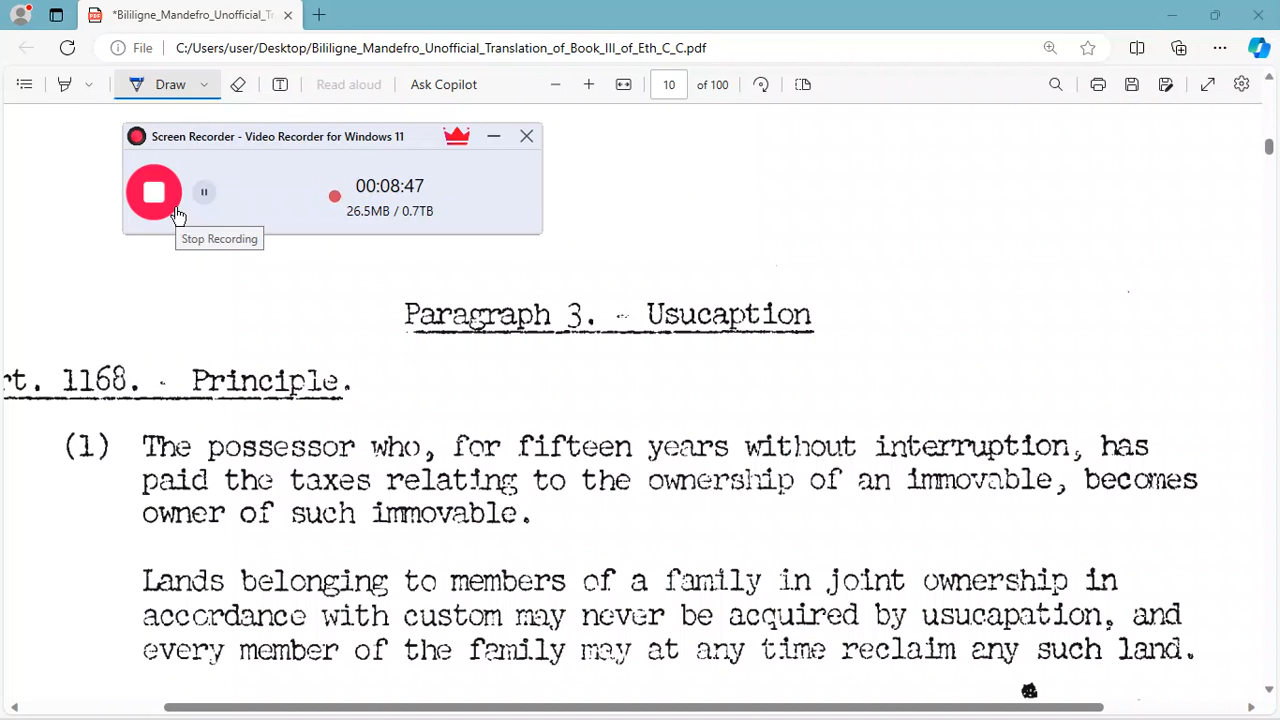 *Bililigne_Mandefro_Unofficial_Tr
File
C:/Users/user/Desktop/Bililigne_Mandefro_Unofficial_Translation_of_Book_III_of_Eth_C_C.pdf
Draw
Read aloud
Ask Copilot
10 of 100
Screen Recorder - Video Recorder for Windows 11
00:08:47
26.5MB / 0.7TB
Stop Recording
Paragraph 3. - Usucaption
rt. 1168. - Principle.
(1) The possessor who, for fifteen years without interruption, has
paid the taxes relating to the ownership of an immovable, becomes
owner of such immovable.
Lands belonging to members of a family in joint ownership in
accordance with custom may never be acquired by usucapation, and
every member of the family may at any time reclaim any such land.